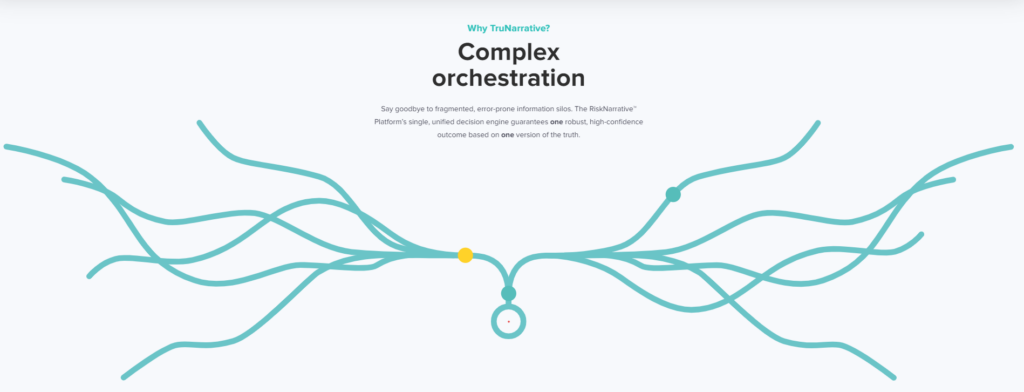 Why TruNarrative?
Complex
orchestration
Say goodbye to fragmented, error-prone information silos. The RiskNarrative™
Platform's single, unified decision engine guarantees one robust, high-confidence
outcome based on one version of the truth.